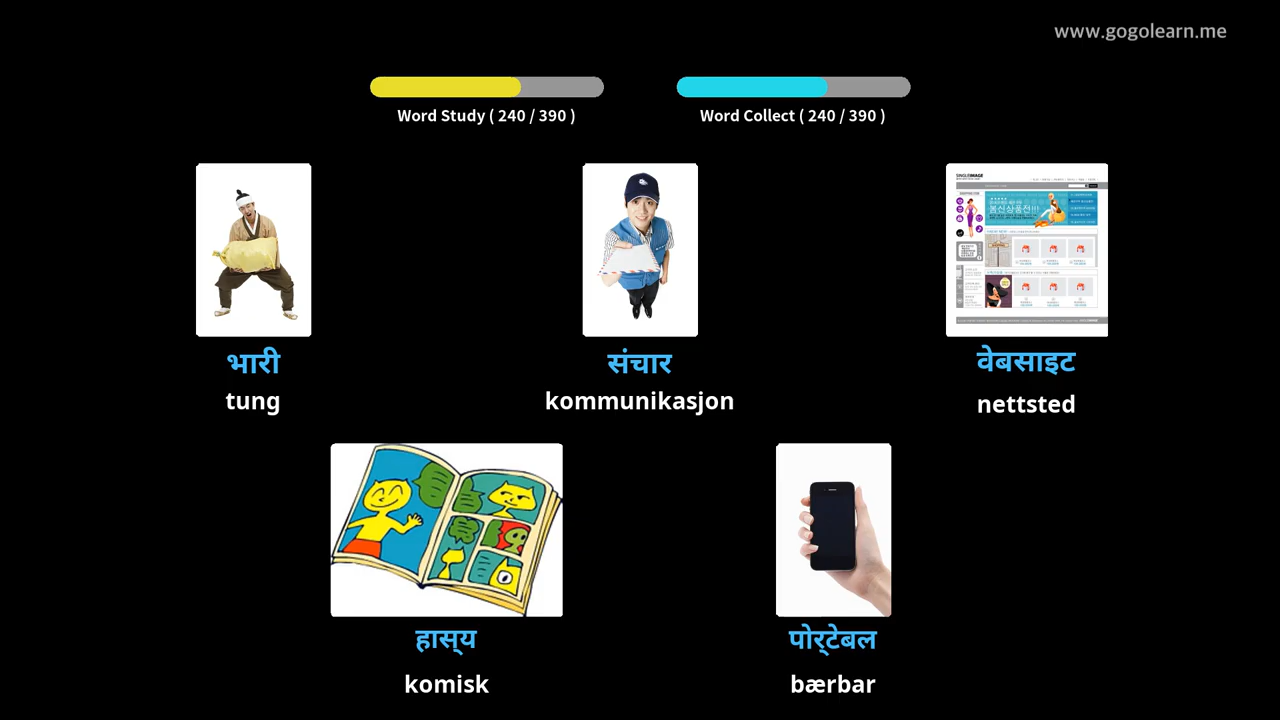 www.gogolearn.me
Word Study ( 240 / 390 )
Word Collect ( 240 / 390 )
भारी
tung
संचार
kommunikasjon
वेबसाइट
nettsted
हास्‌य
komisk
पोर्‌टेबल
bærbar